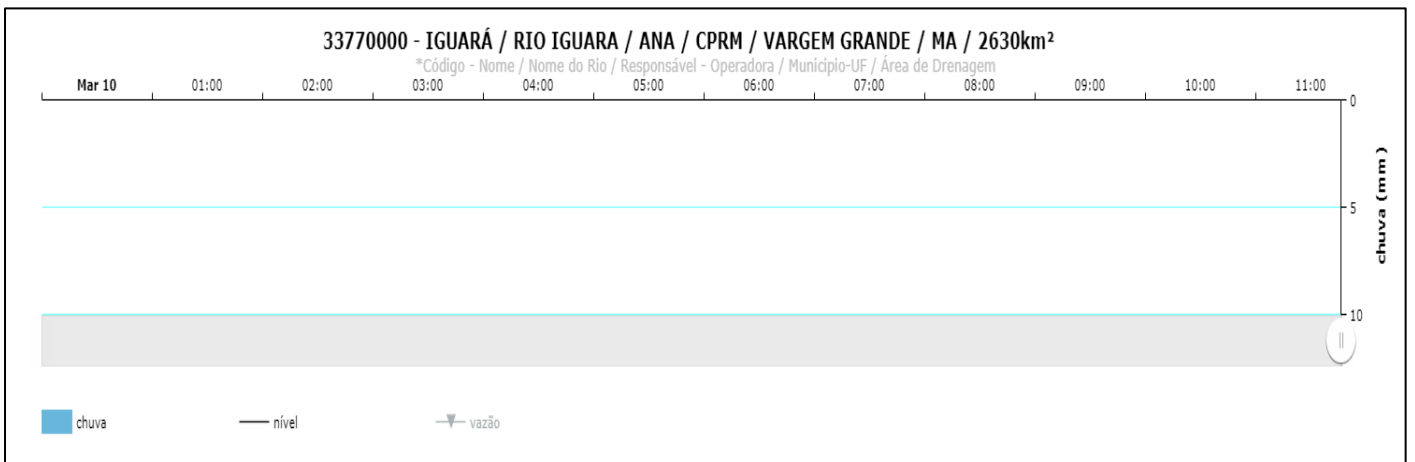 33770000 - IGUARÁ / RIO IGUARA / ANA / CPRM / VARGEM GRANDE / MA / 2630km²
*Código - Nome / Nome do Rio / Responsável - Operadora / Municipio-UF / Área de Drenagem
Mar 10 01:00 02:00 03:00 04:00 05:00 06:00 07:00 08:00 09:00 10:00 11:00
0
5
10
chuva (mm)
chuva nível vazão